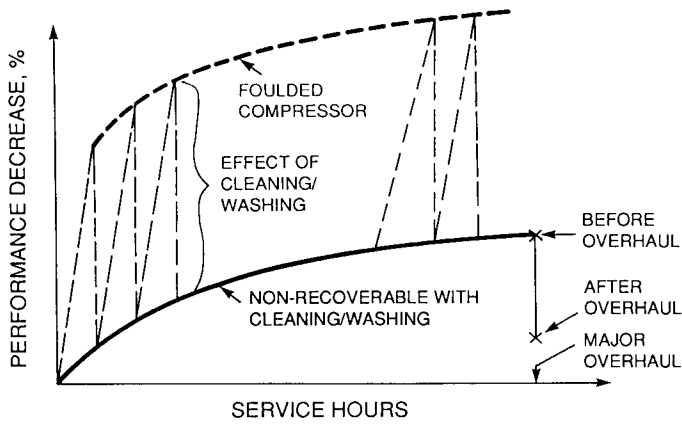 PERFORMANCE DECREASE, %
FOULDED
COMPRESSOR
EFFECT OF
CLEANING/
WASHING
BEFORE
OVERHAUL
NON-RECOVERABLE WITH
CLEANING/WASHING
AFTER
OVERHAUL
MAJOR
OVERHAUL
SERVICE HOURS